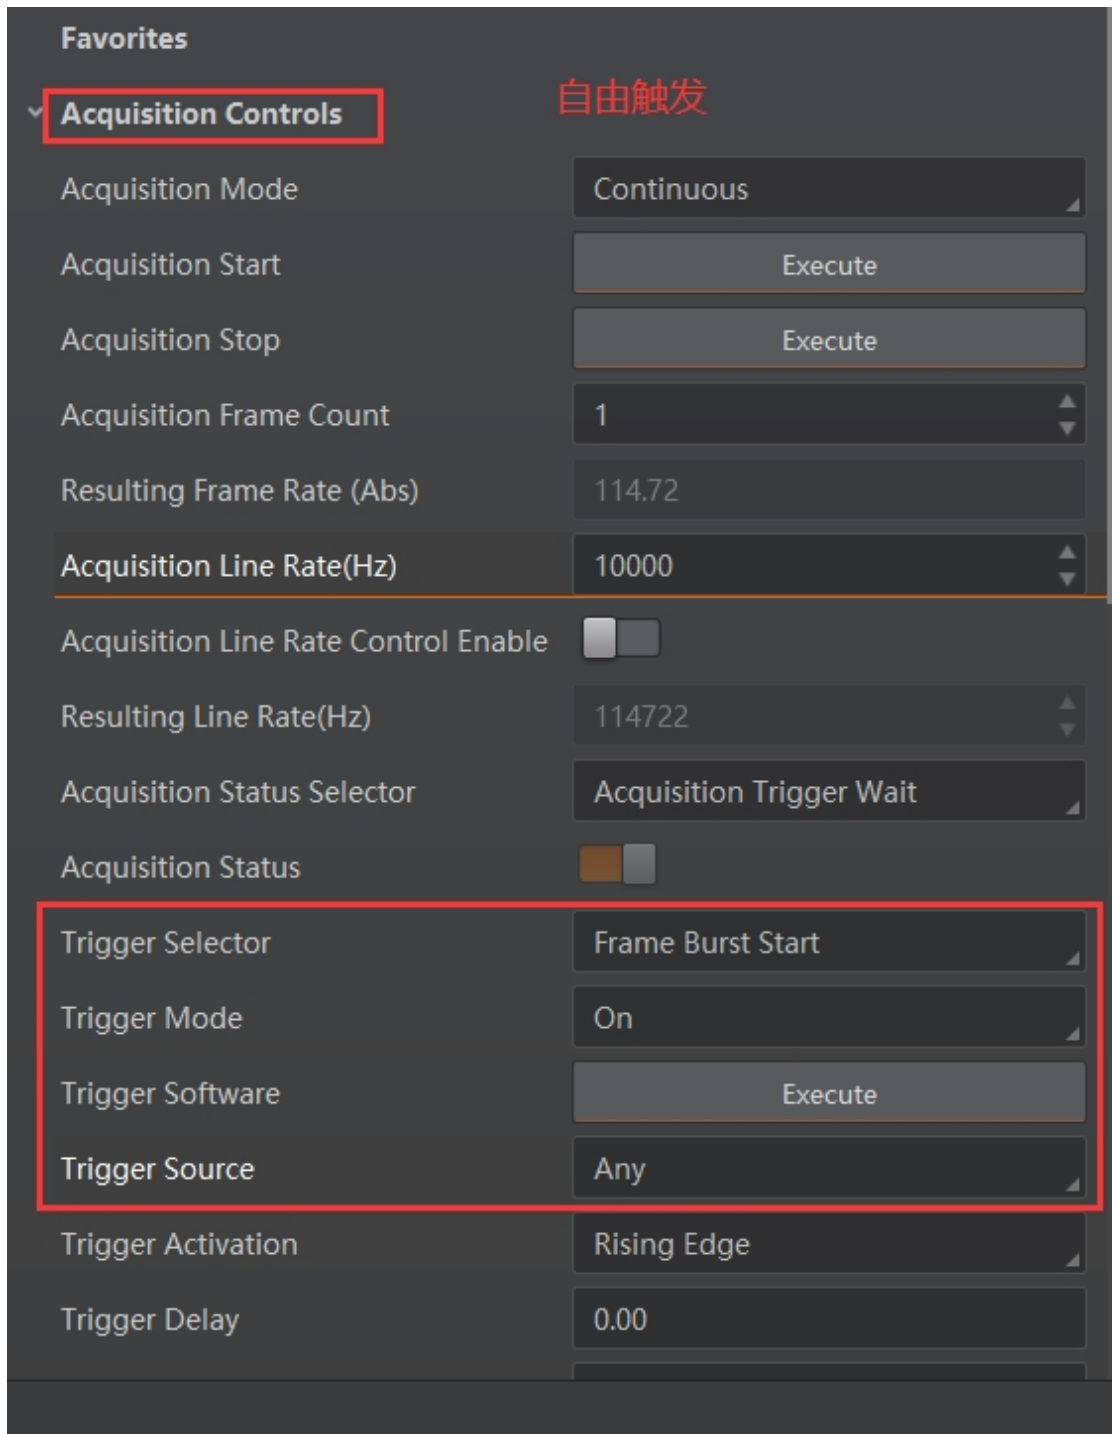 Favorites
Acquisition Controls 自由触发
Acquisition Mode Continuous
Acquisition Start Execute
Acquisition Stop Execute
Acquisition Frame Count 1
Resulting Frame Rate (Abs) 114.72
Acquisition Line Rate(Hz) 10000
Acquisition Line Rate Control Enable
Resulting Line Rate(Hz) 114722
Acquisition Status Selector Acquisition Trigger Wait
Acquisition Status
Trigger Selector Frame Burst Start
Trigger Mode On
Trigger Software Execute
Trigger Source Any
Trigger Activation Rising Edge
Trigger Delay 0.00